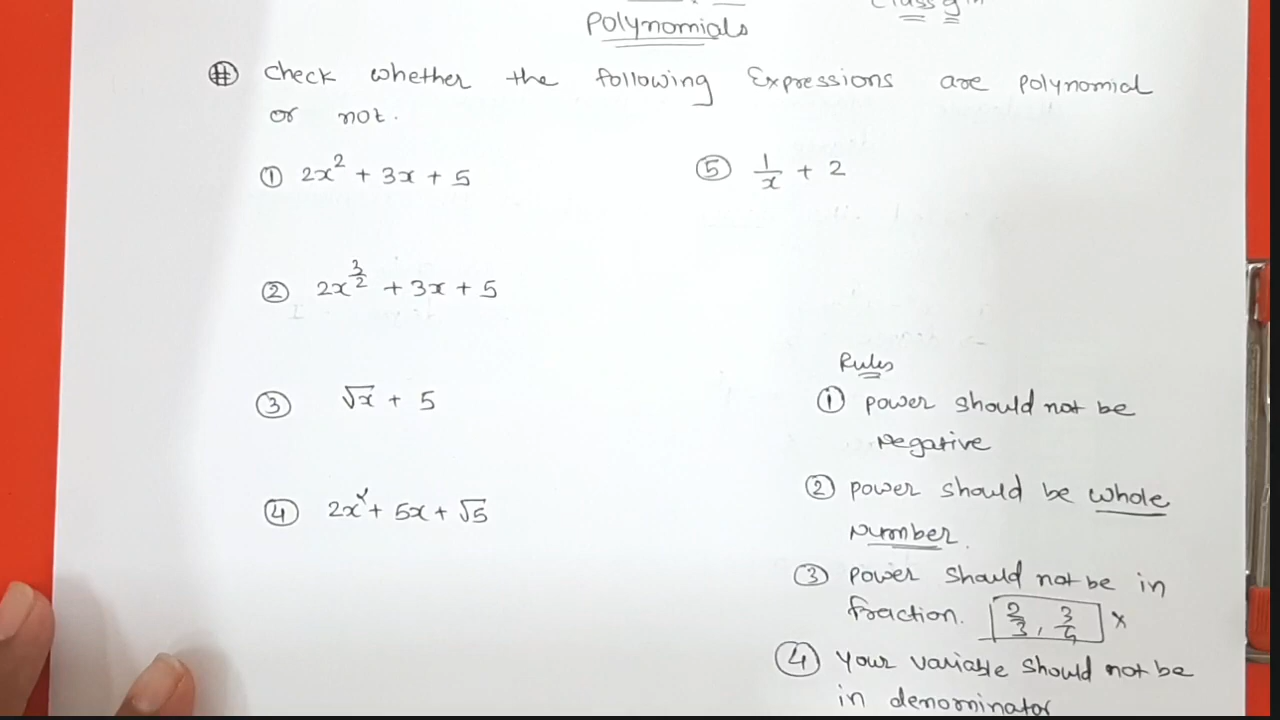 Polynomials
# Check whether the following Expressions are polynomial
or not.
① 2x² + 3x + 5
② 2x^(3/2) + 3x + 5
③ √x + 5
④ 2x² + 5x + √5
⑤ 1/x + 2
Rules
① power should not be
Negative
② power should be whole
Number.
③ power should not be in
fraction. 2/3, 3/4 ×
④ Your variable should not be
in denominator